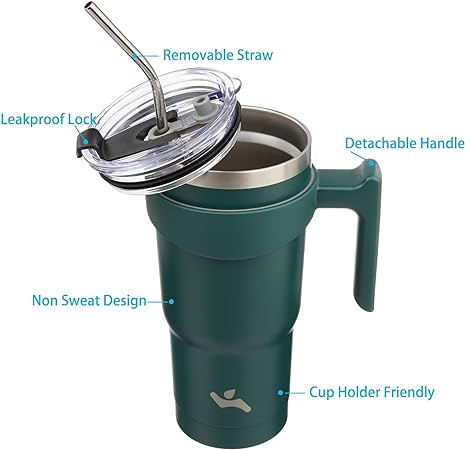 Removable Straw
Leakproof Lock
Detachable Handle
Non Sweat Design
Cup Holder Friendly